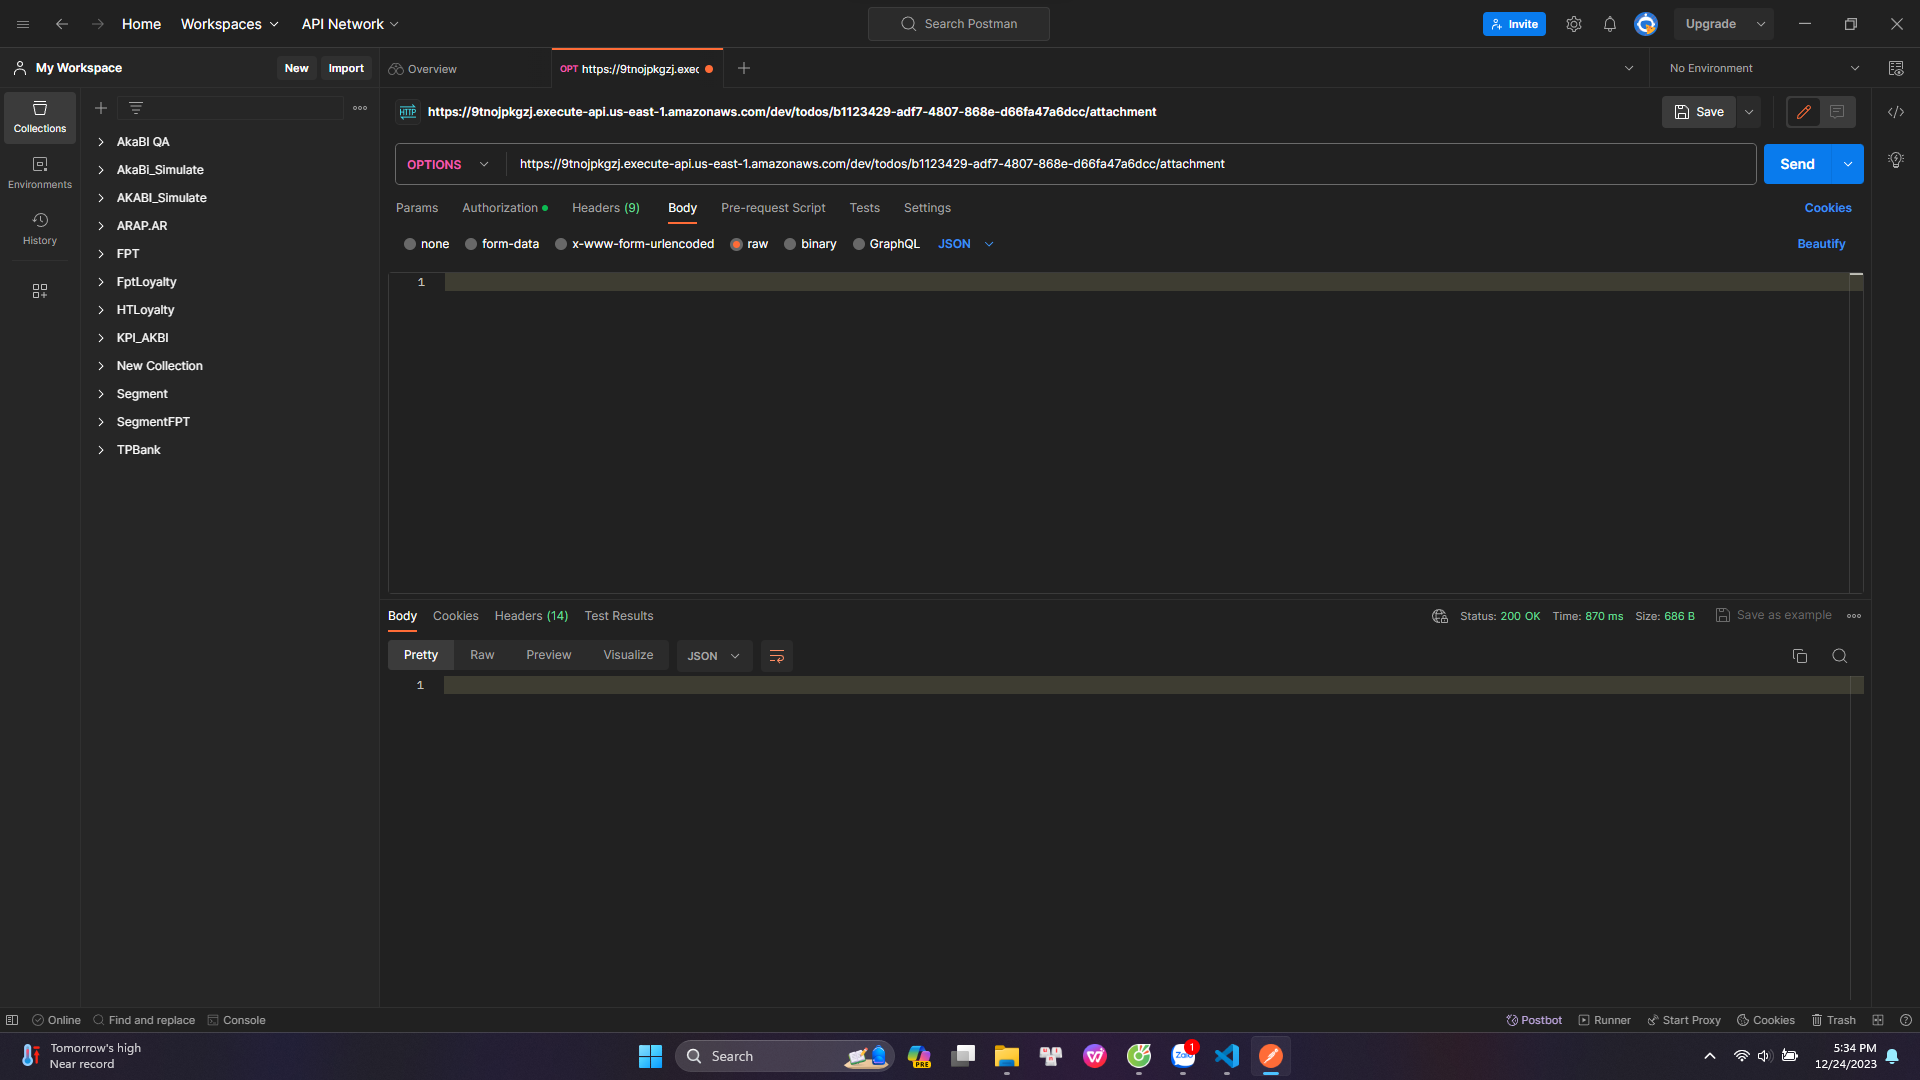 Home
Workspaces
API Network
Search Postman
Invite
Upgrade
My Workspace
New
Import
Overview
OPT https://9tnojpkgzj.exec
No Environment
Collections
Environments
History
AkaBI QA
AkaBi_Simulate
AKABI_Simulate
ARAP.AR
FPT
FptLoyalty
HTLoyalty
KPI_AKBI
New Collection
Segment
SegmentFPT
TPBank
HTTP
https://9tnojpkgzj.execute-api.us-east-1.amazonaws.com/dev/todos/b1123429-adf7-4807-868e-d66fa47a6dcc/attachment
Save
OPTIONS
https://9tnojpkgzj.execute-api.us-east-1.amazonaws.com/dev/todos/b1123429-adf7-4807-868e-d66fa47a6dcc/attachment
Send
Params
Authorization
Headers (9)
Body
Pre-request Script
Tests
Settings
Cookies
none
form-data
x-www-form-urlencoded
raw
binary
GraphQL
JSON
Beautify
1
Body
Cookies
Headers (14)
Test Results
Status: 200 OK
Time: 870 ms
Size: 686 B
Save as example
Pretty
Raw
Preview
Visualize
JSON
1
Online
Find and replace
Console
Postbot
Runner
Start Proxy
Cookies
Trash
Tomorrow's high
Near record
Search
PRE
Zalo
1
5:34 PM
12/24/2023